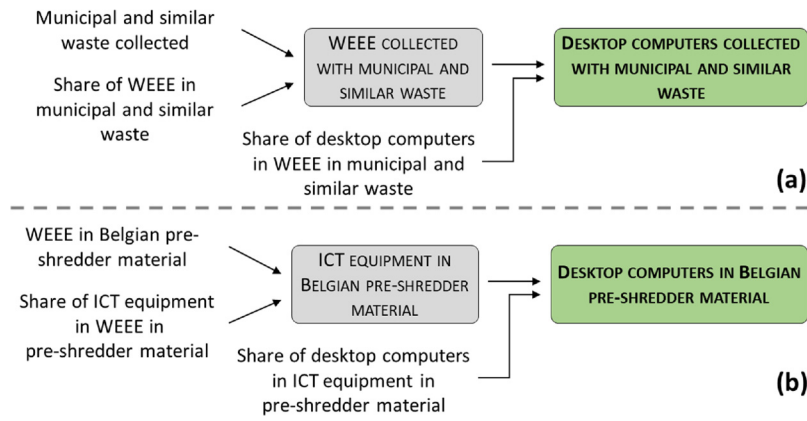 Municipal and similar
waste collected
Share of WEEE in
municipal and similar
waste
WEEE COLLECTED
WITH MUNICIPAL AND
SIMILAR WASTE
Share of desktop computers
in WEEE in municipal and
similar waste
DESKTOP COMPUTERS COLLECTED
WITH MUNICIPAL AND SIMILAR
WASTE
(a)
WEEE in Belgian pre-
shredder material
Share of ICT equipment
in WEEE in
pre-shredder material
ICT EQUIPMENT IN
BELGIAN PRE-SHREDDER
MATERIAL
Share of desktop computers
in ICT equipment in
pre-shredder material
DESKTOP COMPUTERS IN BELGIAN
PRE-SHREDDER MATERIAL
(b)